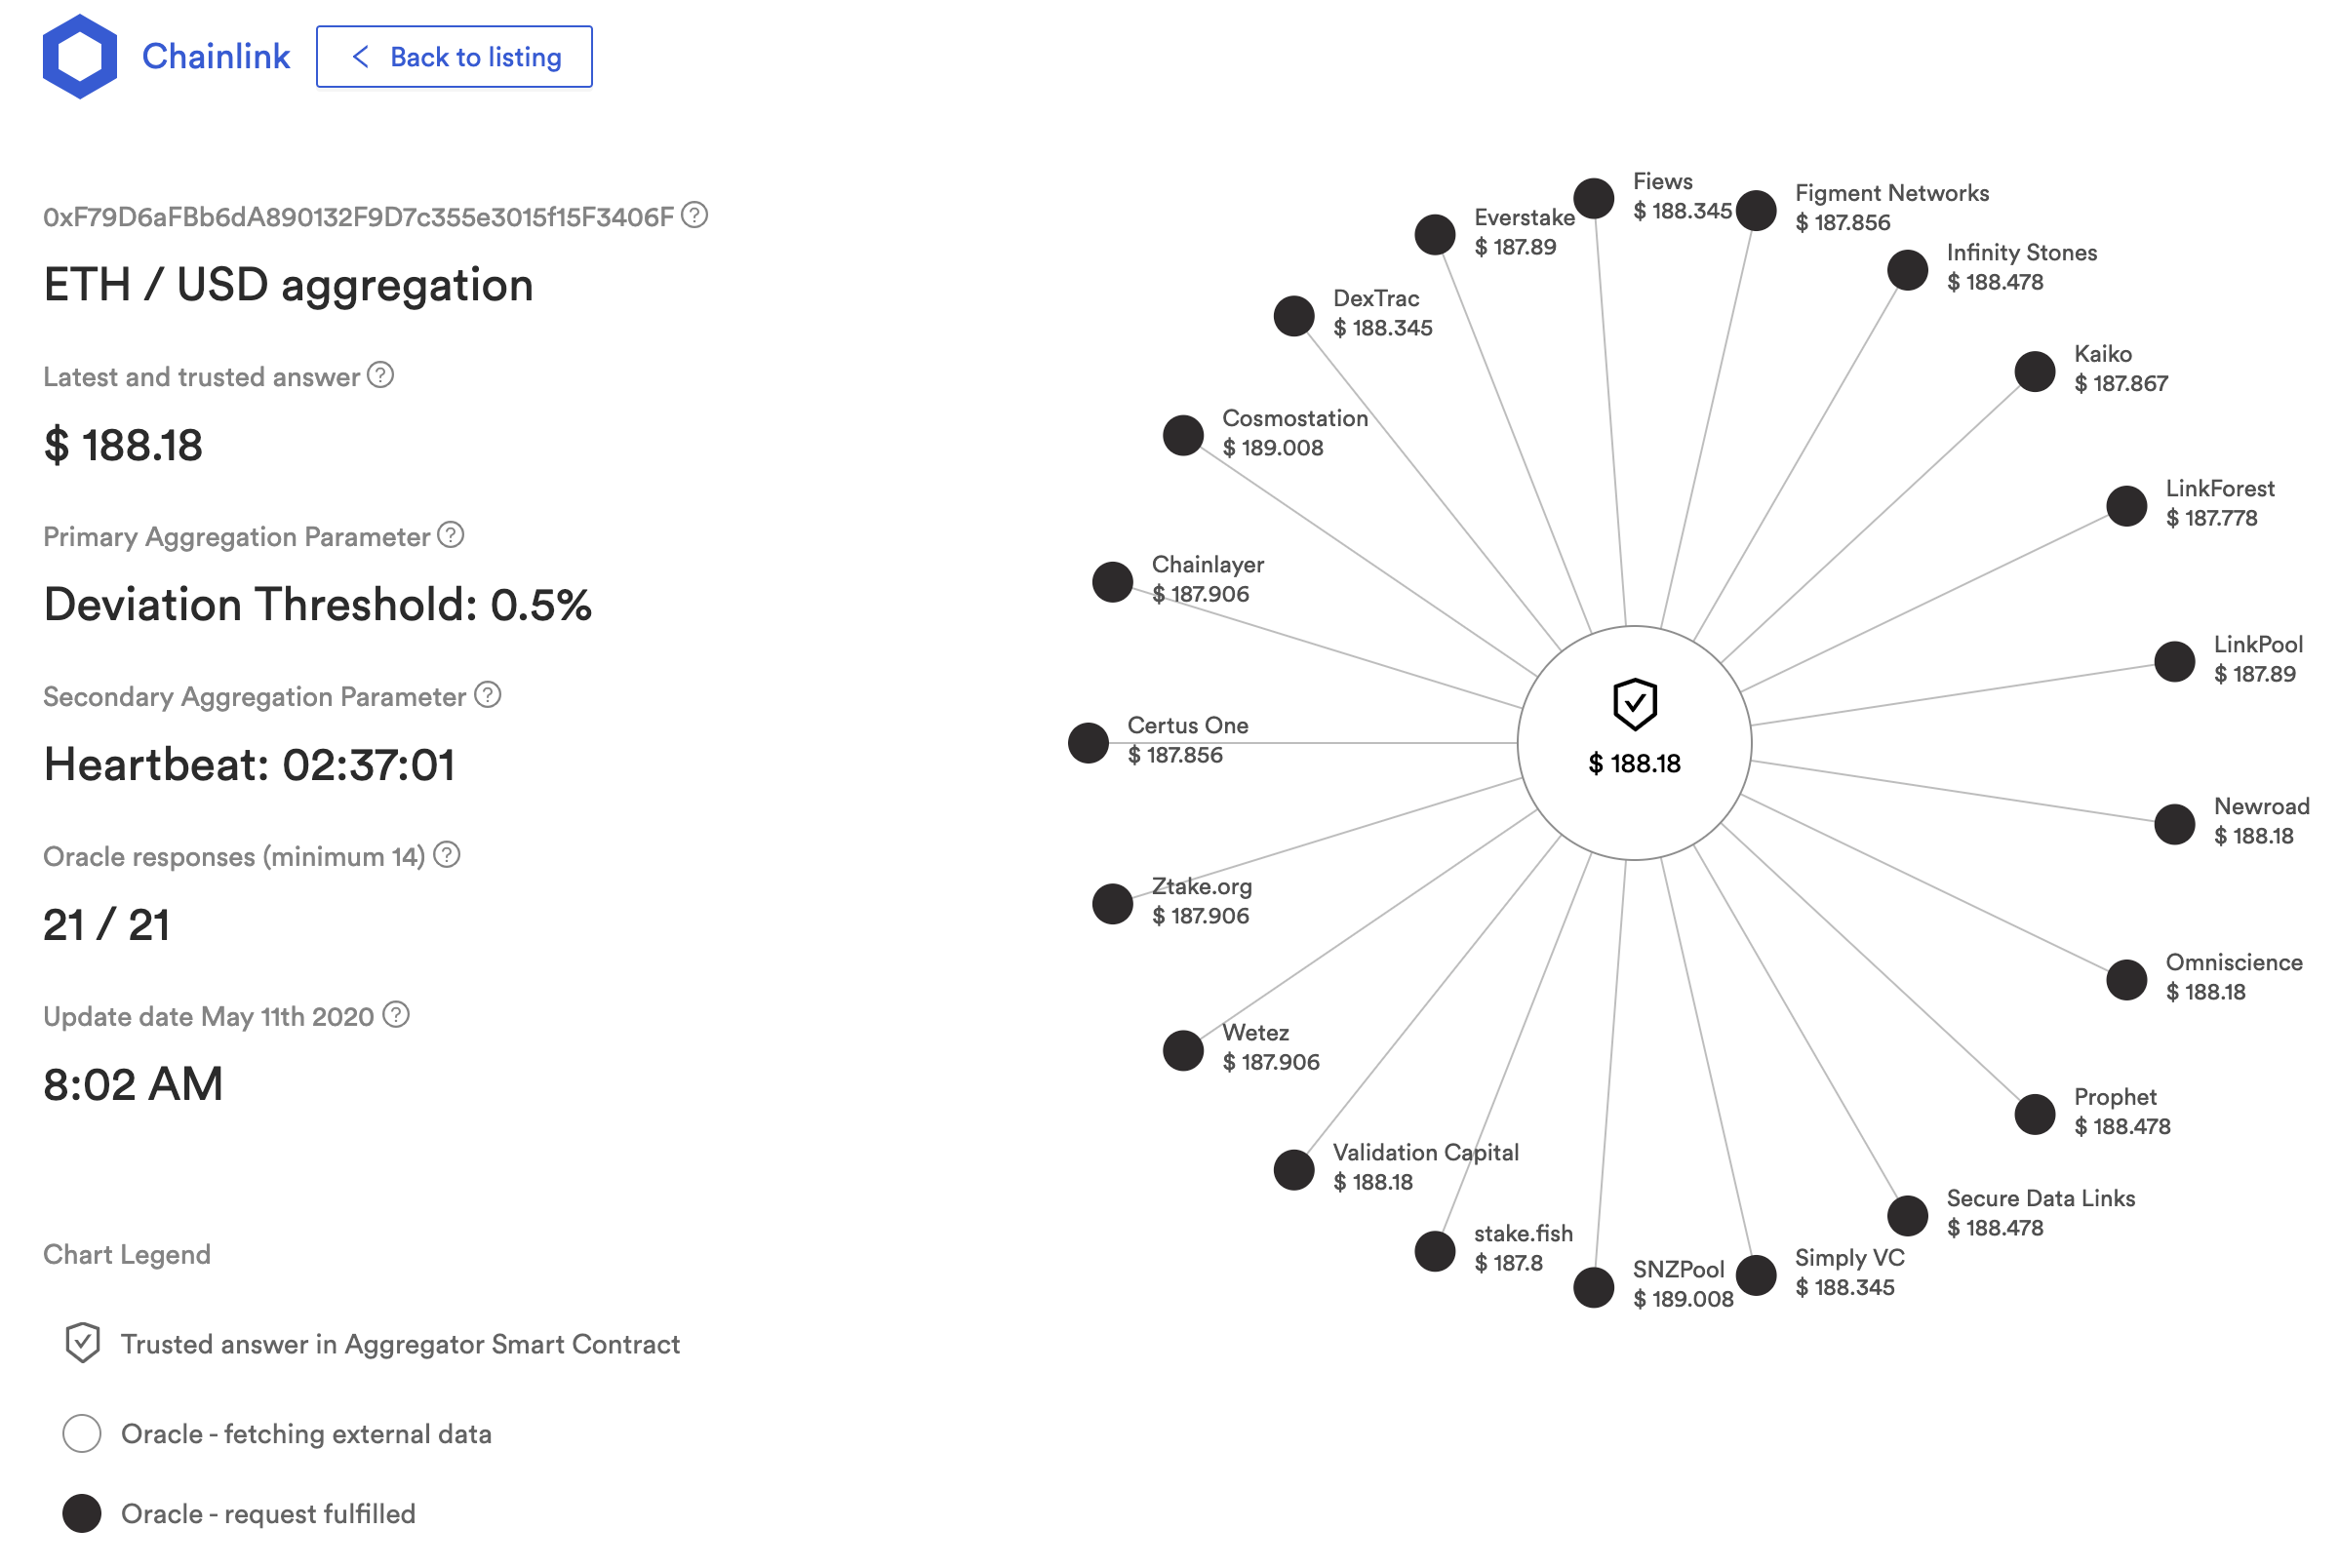 Chainlink
Back to listing
0xF79D6aFBb6dA890132F9D7c355e3015f15F3406F
ETH / USD aggregation
Latest and trusted answer
$ 188.18
Primary Aggregation Parameter
Deviation Threshold: 0.5%
Secondary Aggregation Parameter
Heartbeat: 02:37:01
Oracle responses (minimum 14)
21 / 21
Update date May 11th 2020
8:02 AM
Chart Legend
Trusted answer in Aggregator Smart Contract
Oracle - fetching external data
Oracle - request fulfilled
Fiews
$ 188.345
Figment Networks
$ 187.856
Infinity Stones
$ 188.478
Kaiko
$ 187.867
LinkForest
$ 187.778
LinkPool
$ 187.89
Newroad
$ 188.18
Omniscience
$ 188.18
Prophet
$ 188.478
Secure Data Links
$ 188.478
Simply VC
$ 188.345
SNZPool
$ 189.008
stake.fish
$ 187.8
Validation Capital
$ 188.18
Wetez
$ 187.906
Ztake.org
$ 187.906
Certus One
$ 187.856
Chainlayer
$ 187.906
Cosmostation
$ 189.008
DexTrac
$ 188.345
Everstake
$ 187.89
$ 188.18